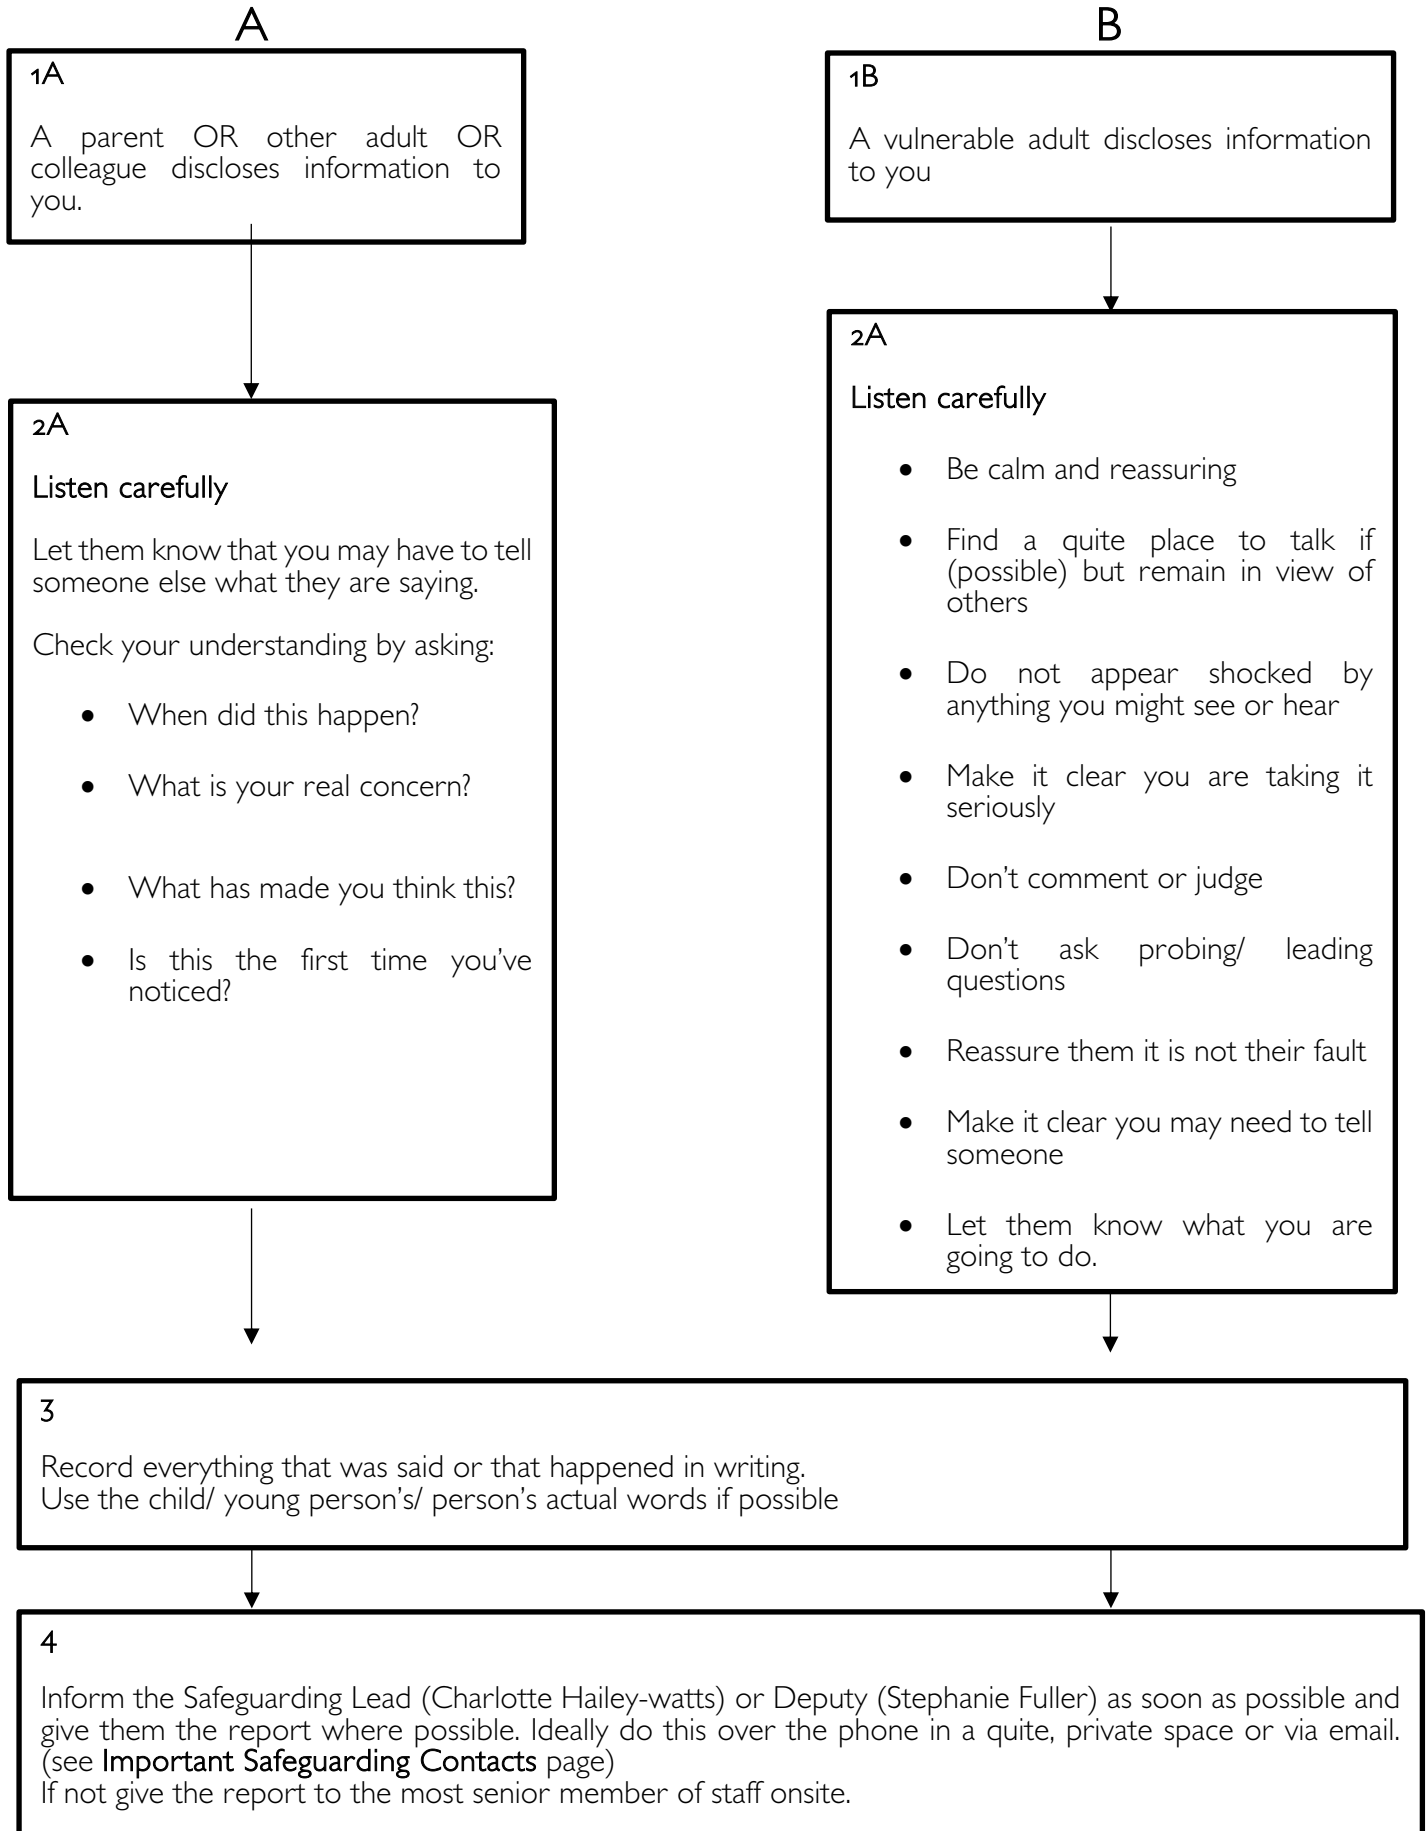 A
1A
A parent OR other adult OR
colleague discloses information to
you.
2A
Listen carefully
Let them know that you may have to tell
someone else what they are saying.
Check your understanding by asking:
• When did this happen?
• What is your real concern?
• What has made you think this?
• Is this the first time you've
noticed?
B
1B
A vulnerable adult discloses information
to you
2A
Listen carefully
• Be calm and reassuring
• Find a quite place to talk if
(possible) but remain in view of
others
• Do not appear shocked by
anything you might see or hear
• Make it clear you are taking it
seriously
• Don't comment or judge
• Don't ask probing/ leading
questions
• Reassure them it is not their fault
• Make it clear you may need to tell
someone
• Let them know what you are
going to do.
3
Record everything that was said or that happened in writing.
Use the child/ young person's/ person's actual words if possible
4
Inform the Safeguarding Lead (Charlotte Hailey-watts) or Deputy (Stephanie Fuller) as soon as possible and
give them the report where possible. Ideally do this over the phone in a quite, private space or via email.
(see Important Safeguarding Contacts page)
If not give the report to the most senior member of staff onsite.